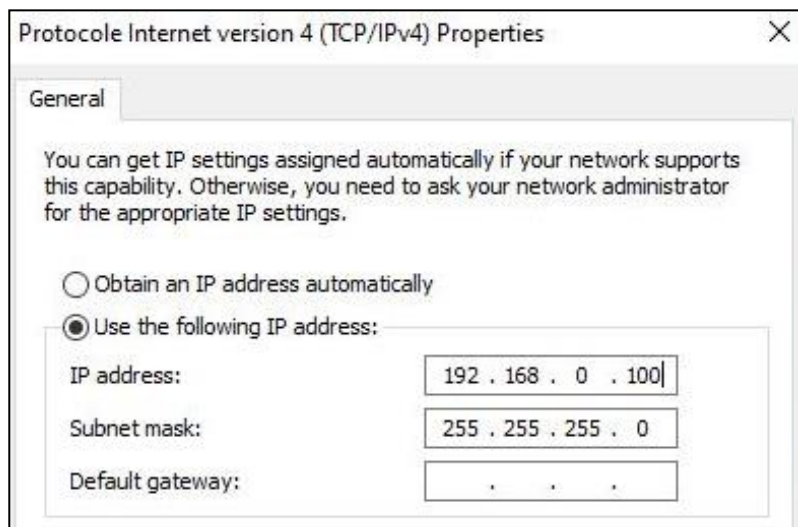 Protocole Internet version 4 (TCP/IPv4) Properties
General
You can get IP settings assigned automatically if your network supports
this capability. Otherwise, you need to ask your network administrator
for the appropriate IP settings.
Obtain an IP address automatically
Use the following IP address:
IP address: 192 . 168 . 0 . 100
Subnet mask: 255 . 255 . 255 . 0
Default gateway: . . .